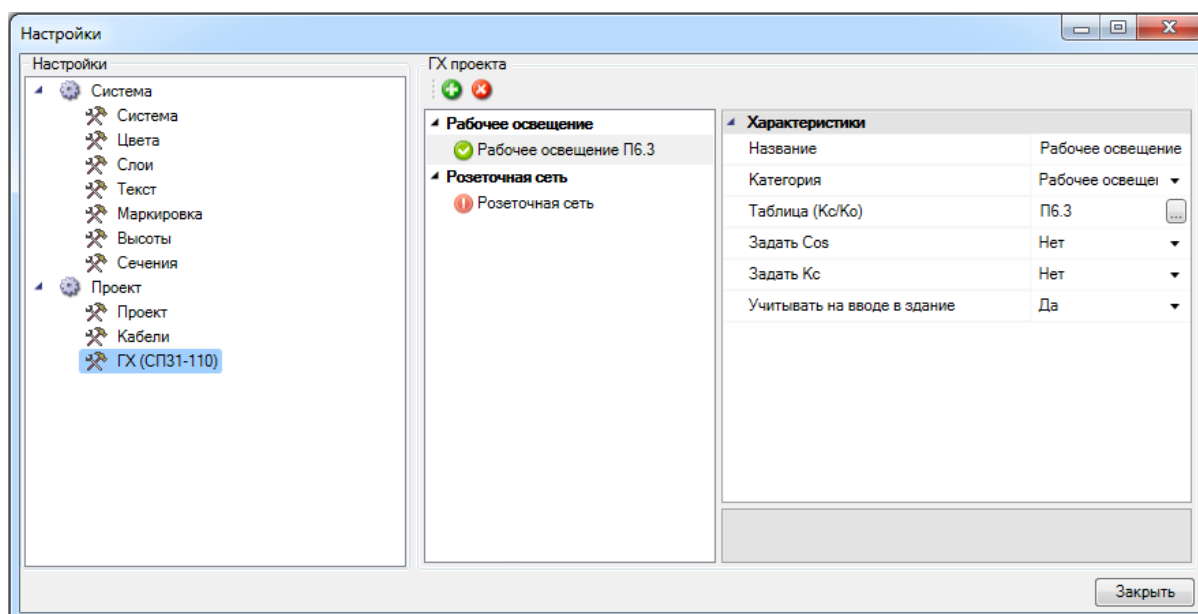 Настройки
Настройки
Система
Система
Цвета
Слои
Текст
Маркировка
Высоты
Сечения
Проект
Проект
Кабели
ГХ (СП31-110)
ГХ проекта
Рабочее освещение
Рабочее освещение П6.3
Розеточная сеть
Розеточная сеть
Характеристики
Название Рабочее освещение
Категория Рабочее освещег
Таблица (Кс/Ко) П6.3 ...
Задать Cos Нет
Задать Кс Нет
Учитывать на вводе в здание Да
Закрыть